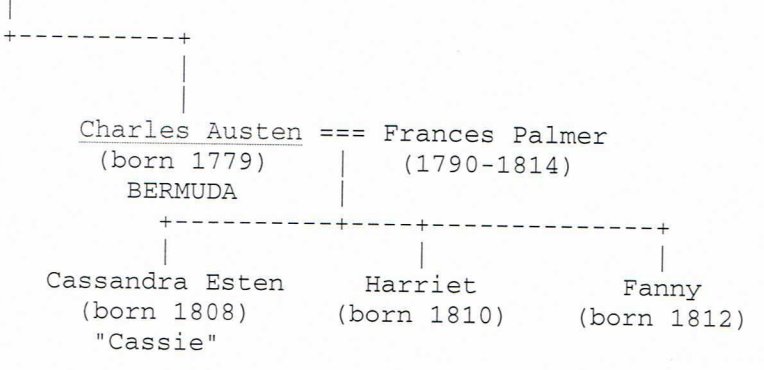 Charles Austen === Frances Palmer
(born 1779) (1790-1814)
BERMUDA
Cassandra Esten Harriet Fanny
(born 1808) (born 1810) (born 1812)
"Cassie"